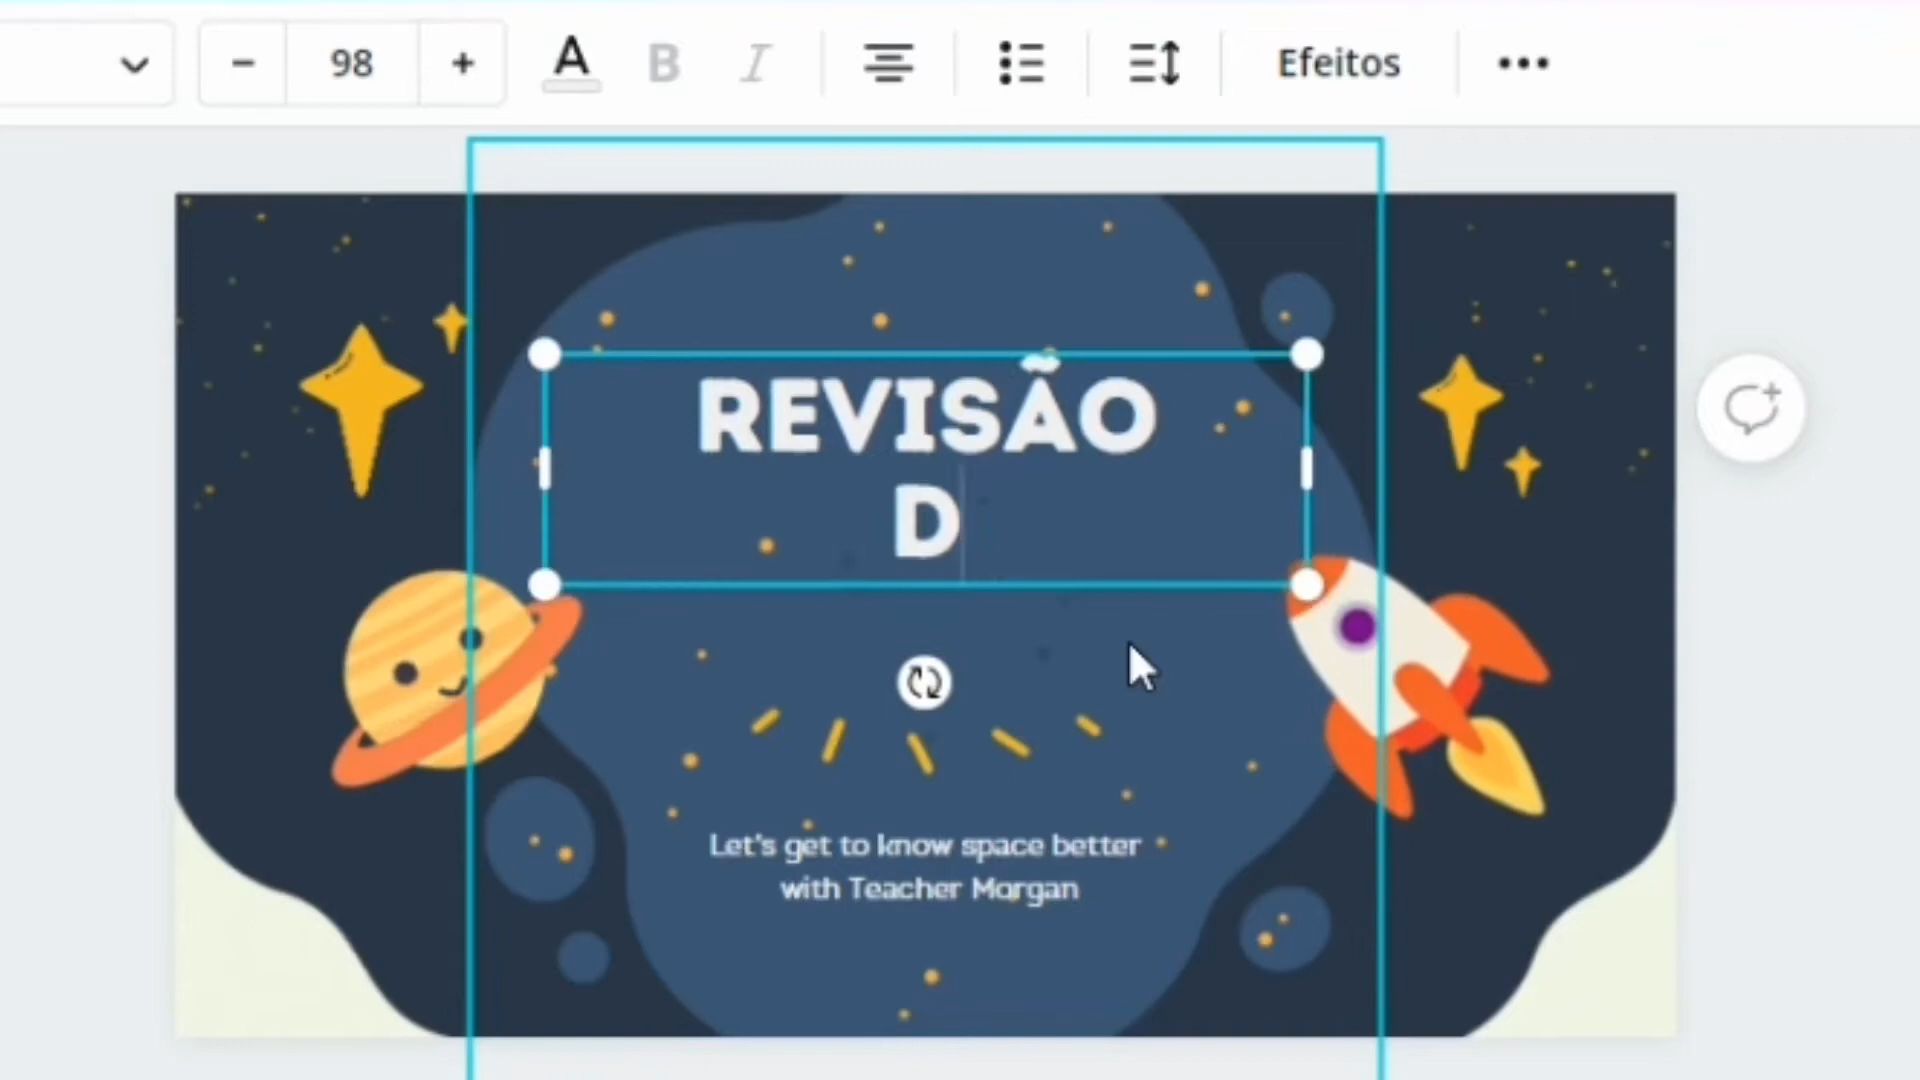 98
A
B
I
Efeitos
REVISÃO
D
Let's get to know space better
with Teacher Morgan